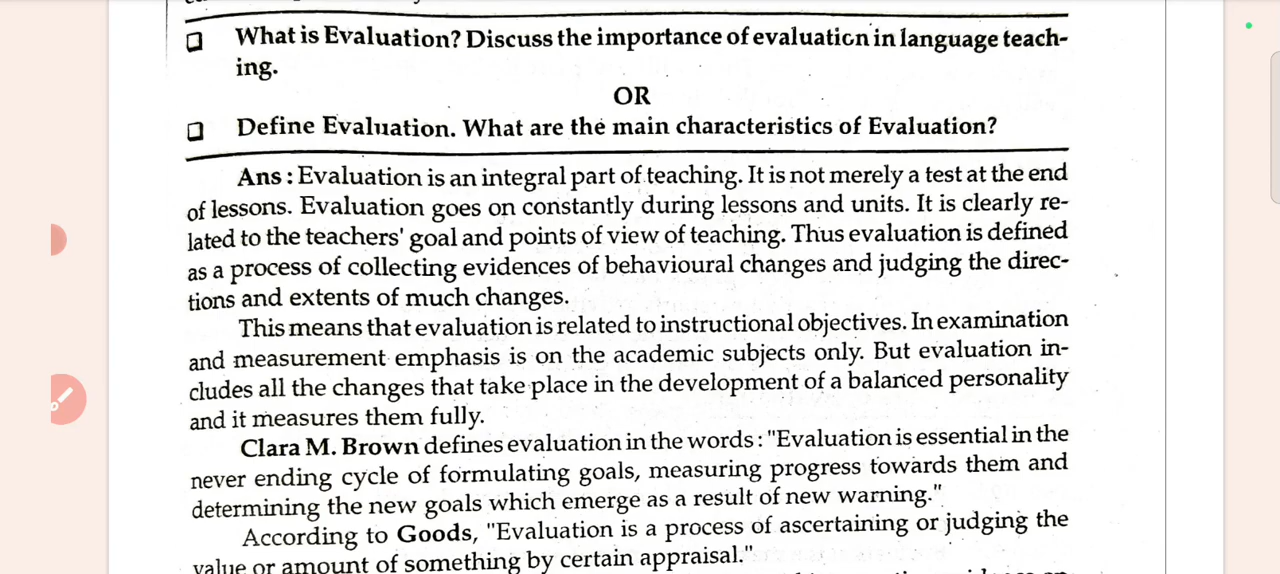 What is Evaluation? Discuss the importance of evaluation in language teach-
ing.
OR
Define Evaluation. What are the main characteristics of Evaluation?
Ans : Evaluation is an integral part of teaching. It is not merely a test at the end
of lessons. Evaluation goes on constantly during lessons and units. It is clearly re-
lated to the teachers' goal and points of view of teaching. Thus evaluation is defined
as a process of collecting evidences of behavioural changes and judging the direc-
tions and extents of much changes.
This means that evaluation is related to instructional objectives. In examination
and measurement emphasis is on the academic subjects only. But evaluation in-
cludes all the changes that take place in the development of a balanced personality
and it measures them fully.
Clara M. Brown defines evaluation in the words : "Evaluation is essential in the
never ending cycle of formulating goals, measuring progress towards them and
determining the new goals which emerge as a result of new warning."
According to Goods, "Evaluation is a process of ascertaining or judging the
value or amount of something by certain appraisal."